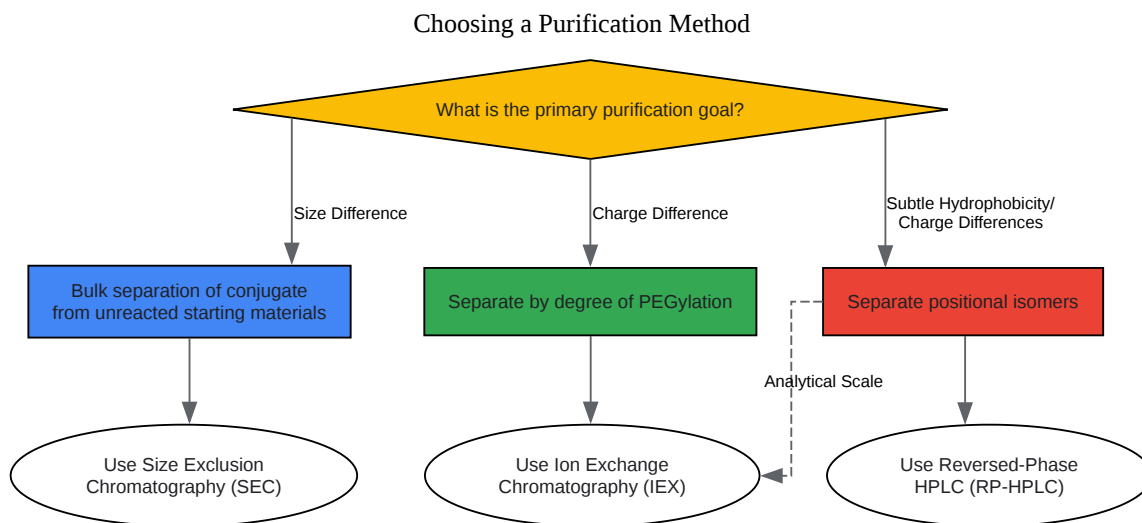 Choosing a Purification Method
What is the primary purification goal?
Size Difference
Charge Difference
Subtle Hydrophobicity/
Charge Differences
Bulk separation of conjugate
from unreacted starting materials
Separate by degree of PEGylation
Separate positional isomers
Analytical Scale
Use Size Exclusion
Chromatography (SEC)
Use Ion Exchange
Chromatography (IEX)
Use Reversed-Phase
HPLC (RP-HPLC)